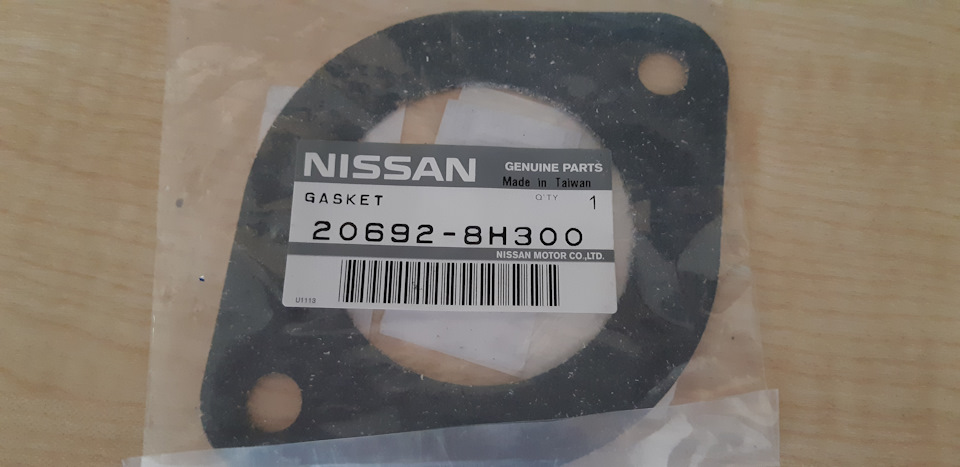 NISSAN GENUINE PARTS
Made in Taiwan
GASKET Q'TY 1
20692-8H300
NISSAN MOTOR CO.,LTD.
U1113